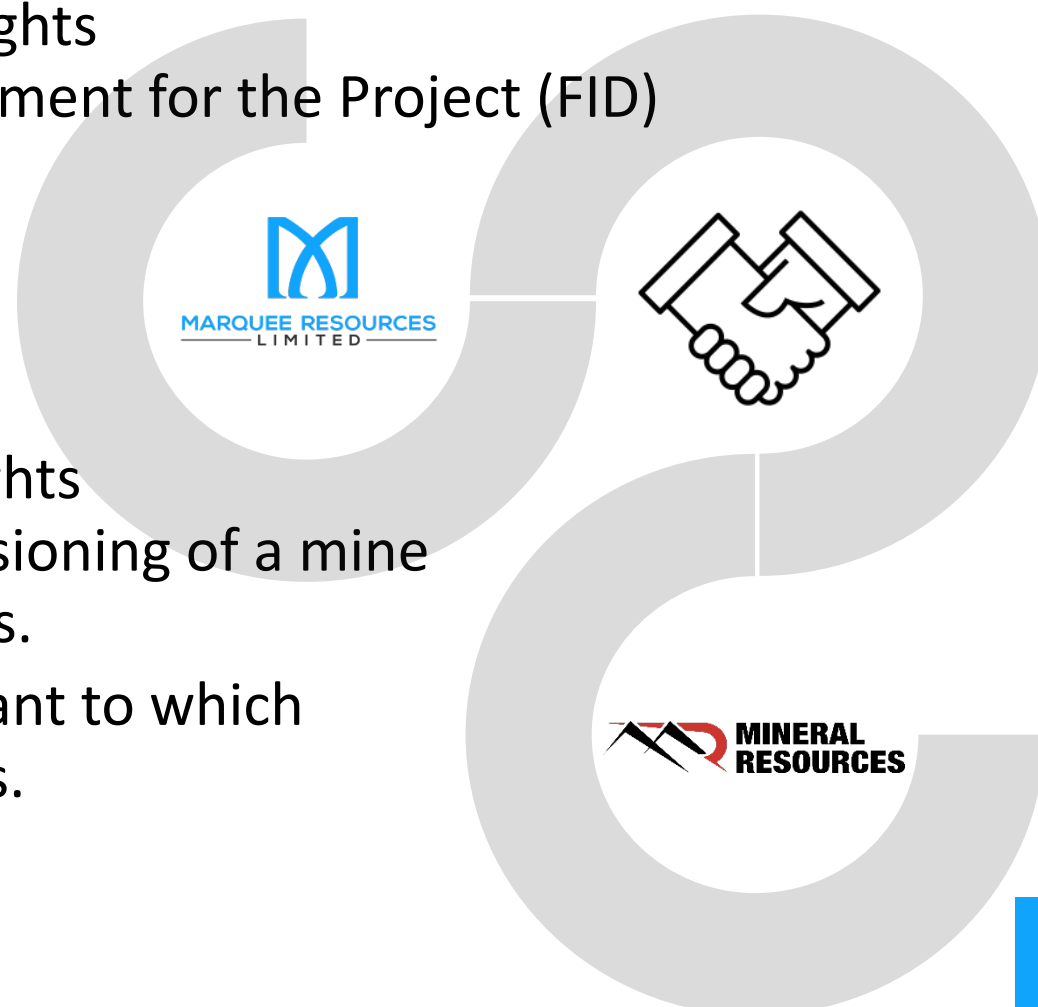 ghts
ment for the Project (FID)
MARQUEE RESOURCES
LIMITED
hts
sioning of a mine
s.
ant to which
s.
MINERAL
RESOURCES